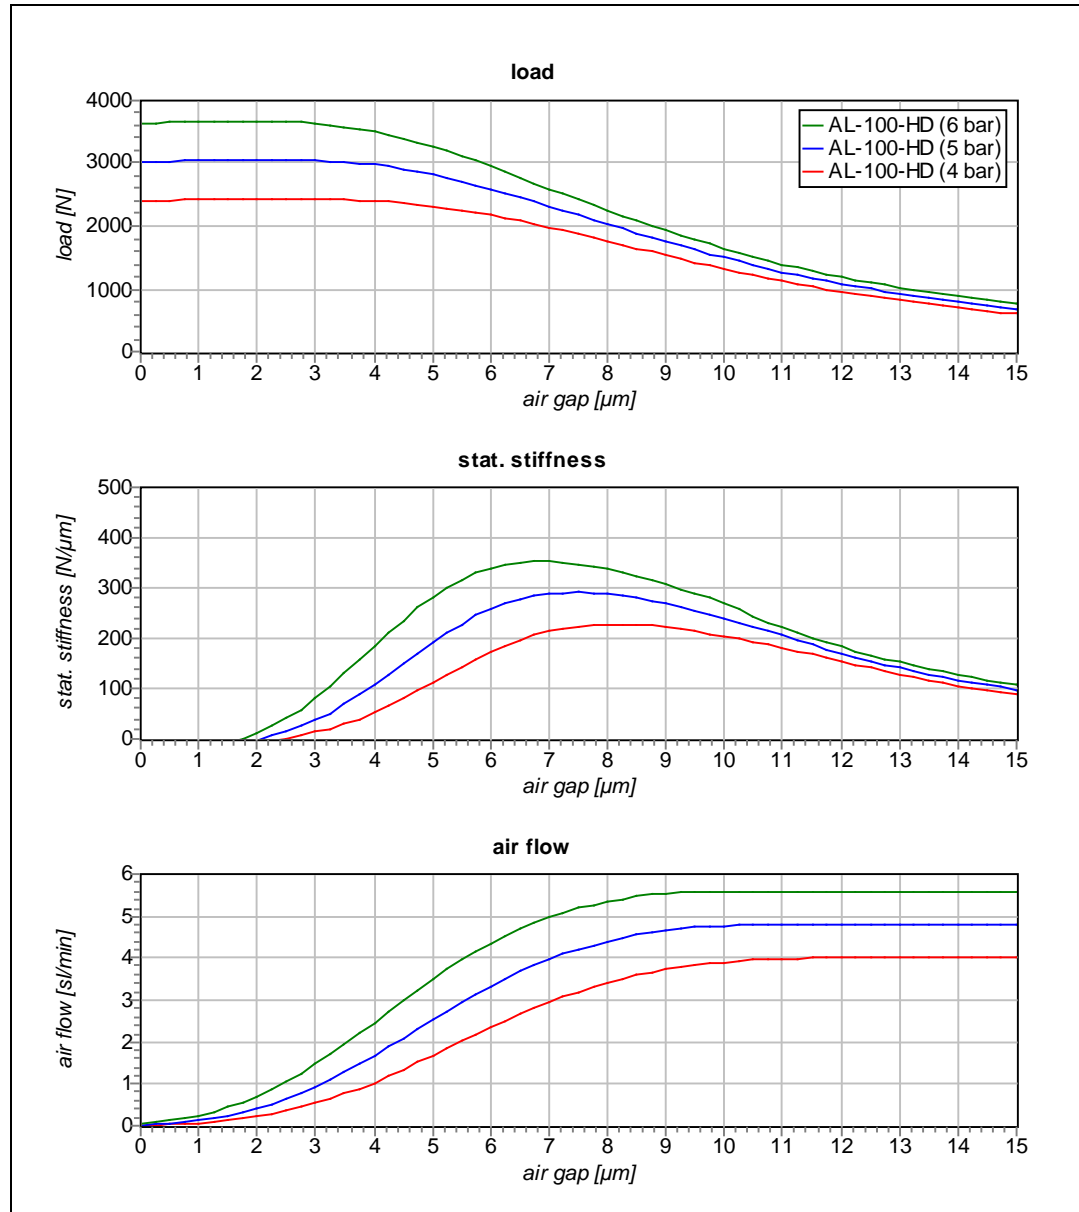 load
4000
3000
2000
1000
0
load [N]
AL-100-HD (6 bar)
AL-100-HD (5 bar)
AL-100-HD (4 bar)
0 1 2 3 4 5 6 7 8 9 10 11 12 13 14 15
air gap [µm]
stat. stiffness
500
400
300
200
100
0
stat. stiffness [N/µm]
0 1 2 3 4 5 6 7 8 9 10 11 12 13 14 15
air gap [µm]
air flow
6
5
4
3
2
1
0
air flow [sl/min]
0 1 2 3 4 5 6 7 8 9 10 11 12 13 14 15
air gap [µm]